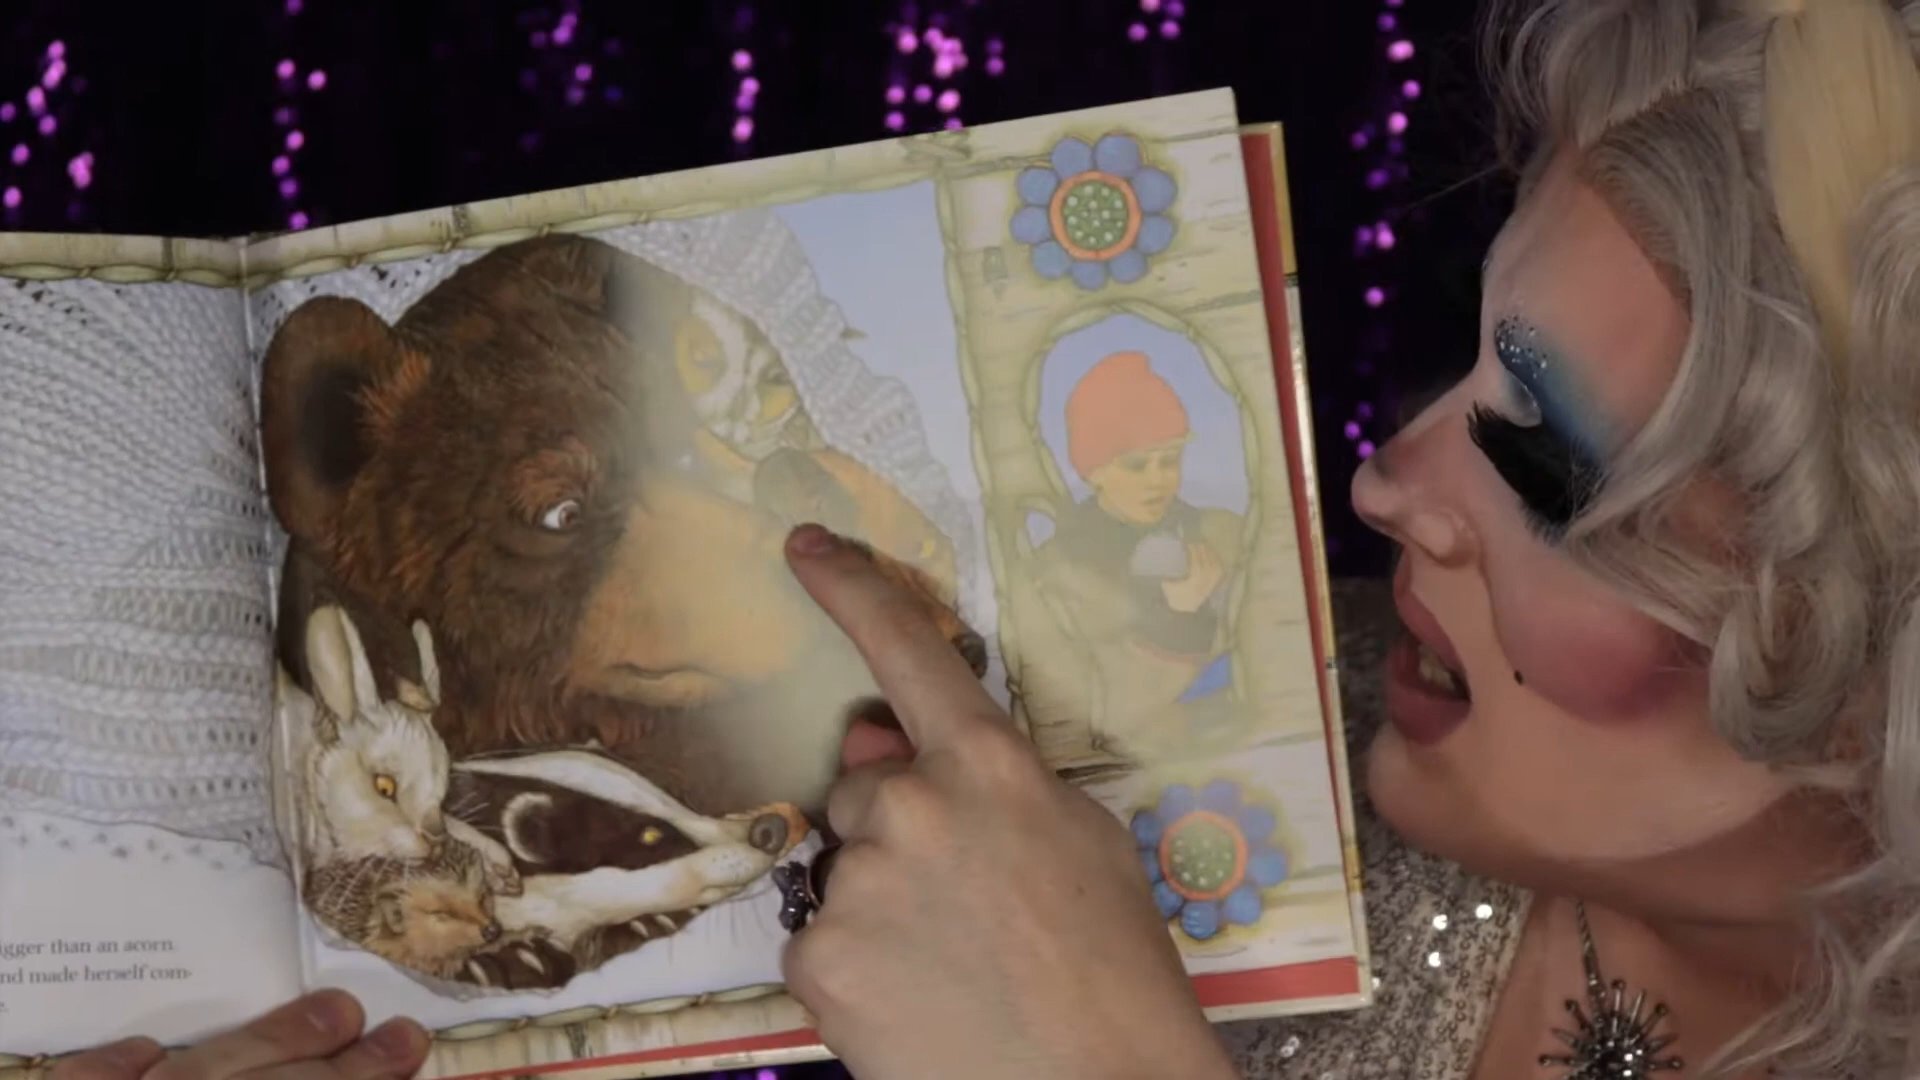 igger than an acorn.
nd made herself com-
e.